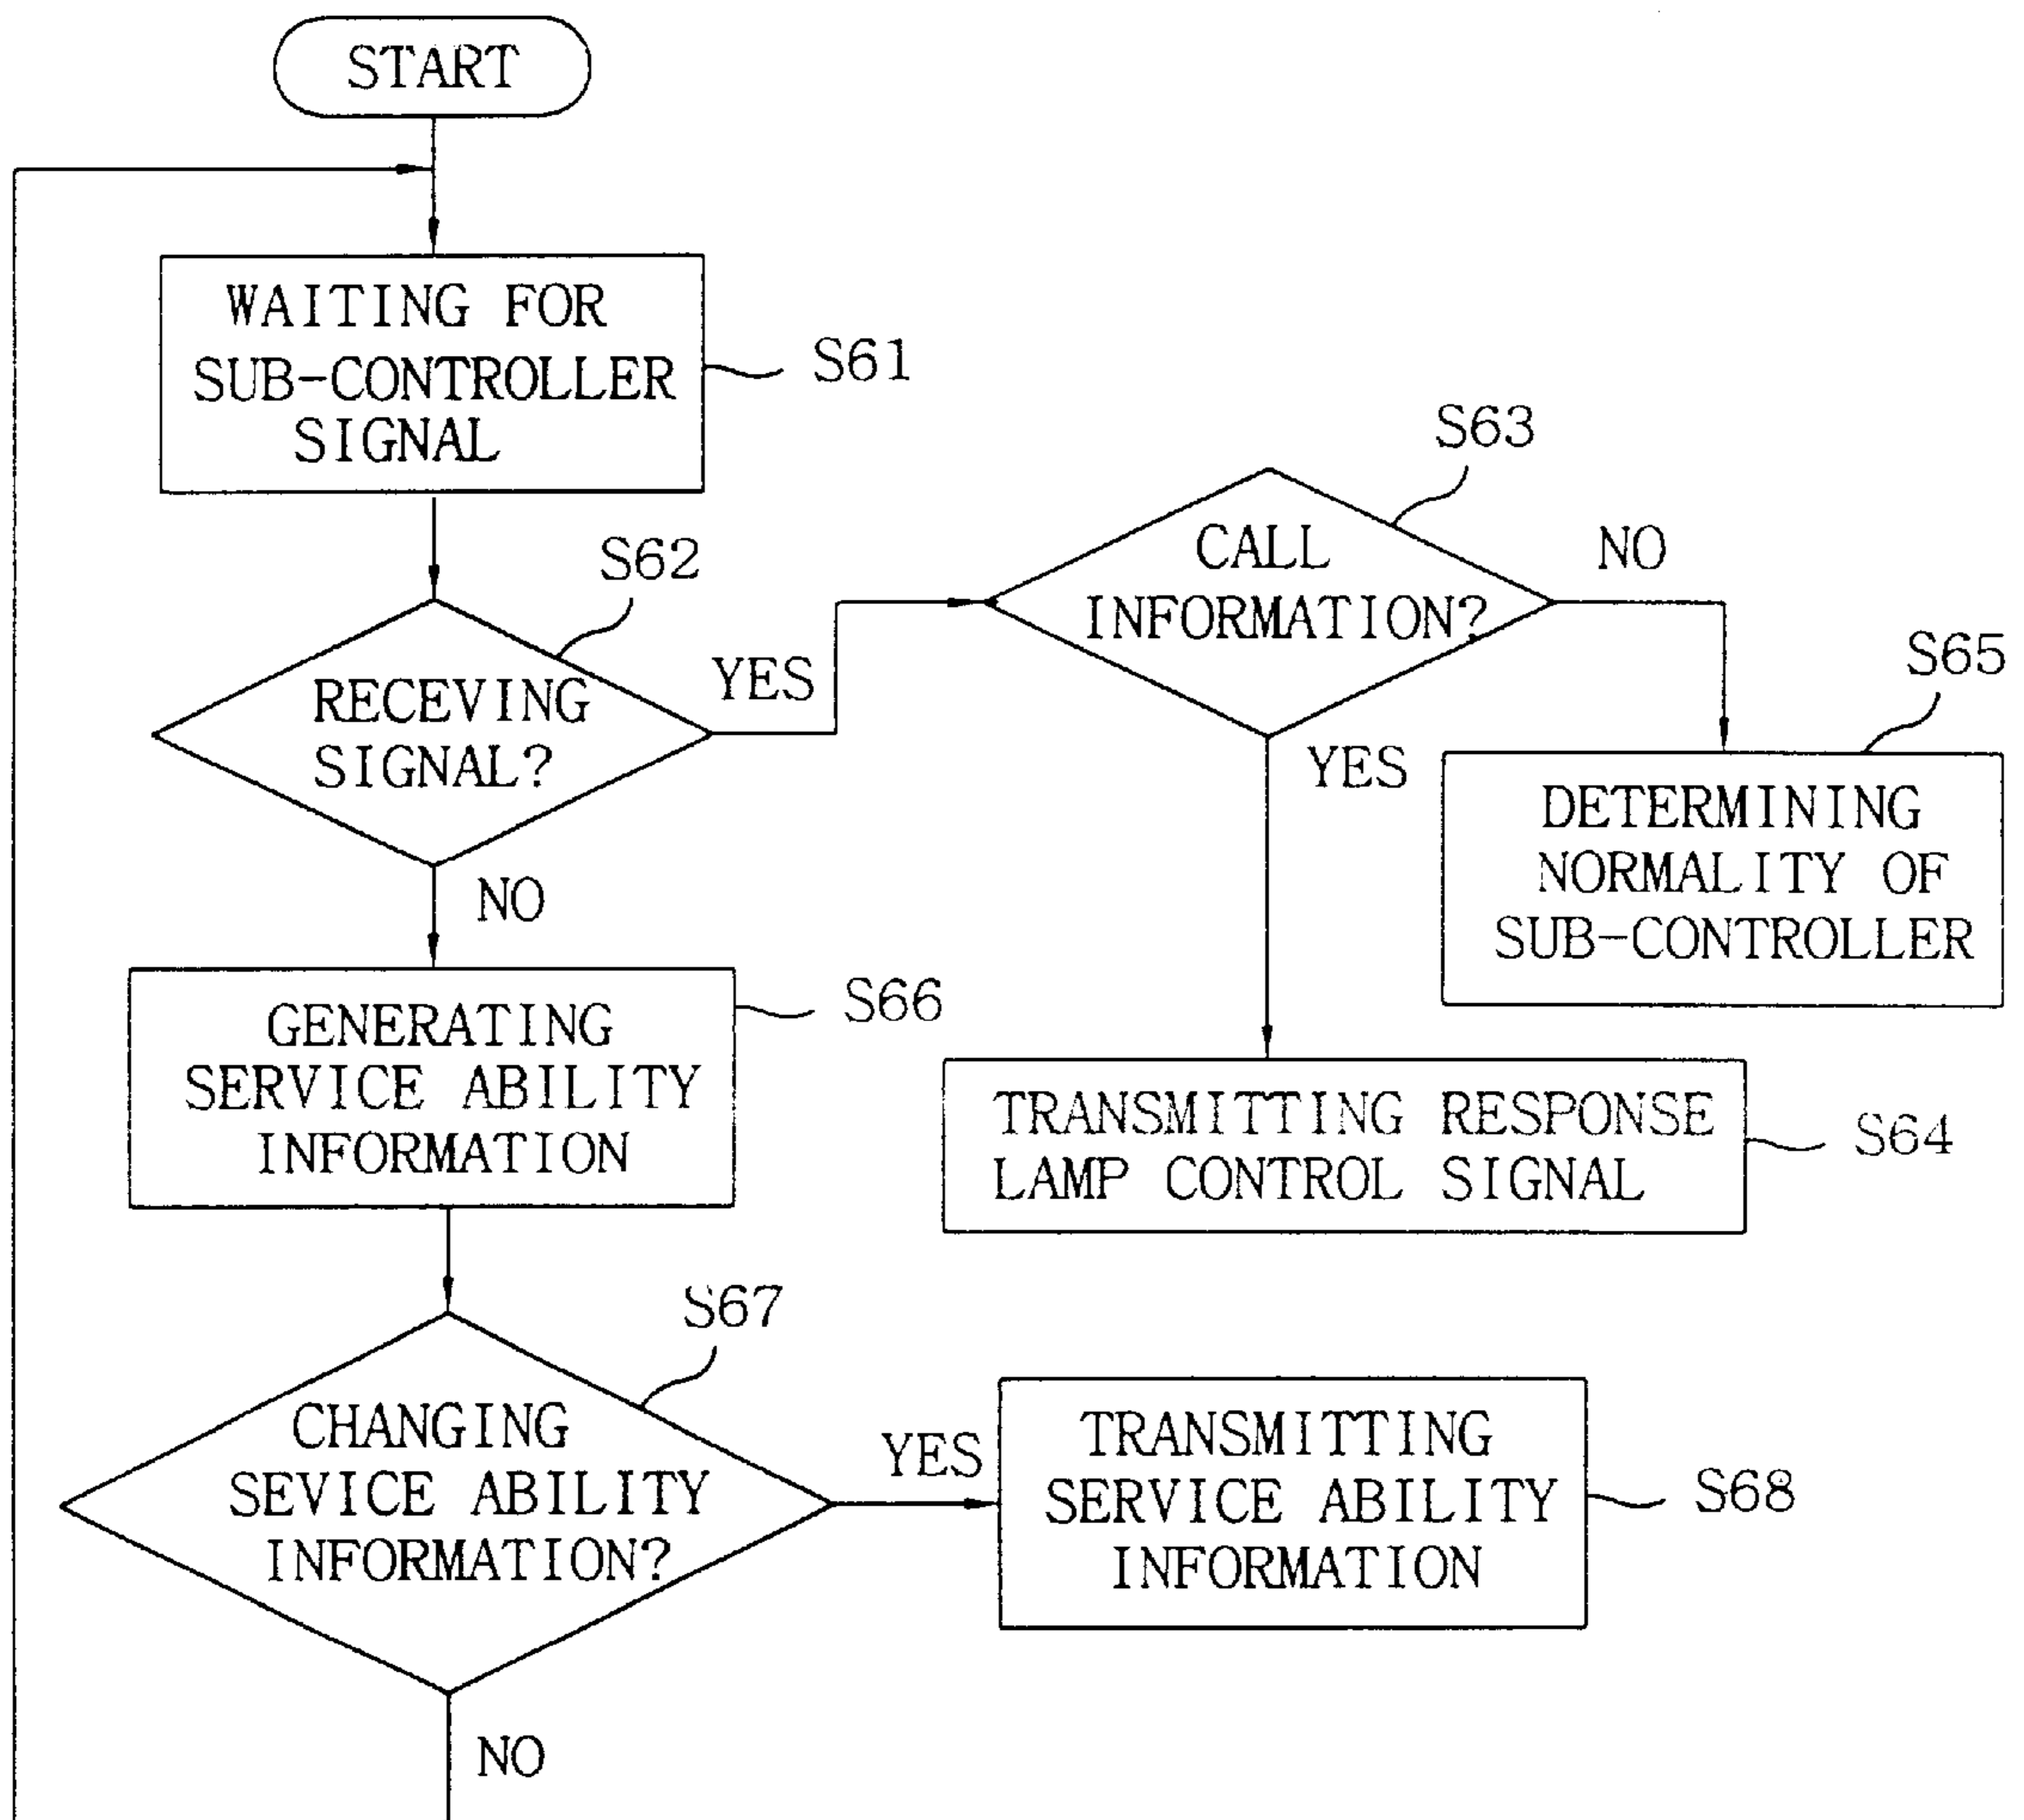 START
WAITING FOR
SUB-CONTROLLER
SIGNAL
S61
S62
RECEVING
SIGNAL?
YES
NO
S63
CALL
INFORMATION?
NO
YES
S65
DETERMINING
NORMALITY OF
SUB-CONTROLLER
S66
GENERATING
SERVICE ABILITY
INFORMATION
TRANSMITTING RESPONSE
LAMP CONTROL SIGNAL
S64
S67
CHANGING
SEVICE ABILITY
INFORMATION?
YES
TRANSMITTING
SERVICE ABILITY
INFORMATION
S68
NO